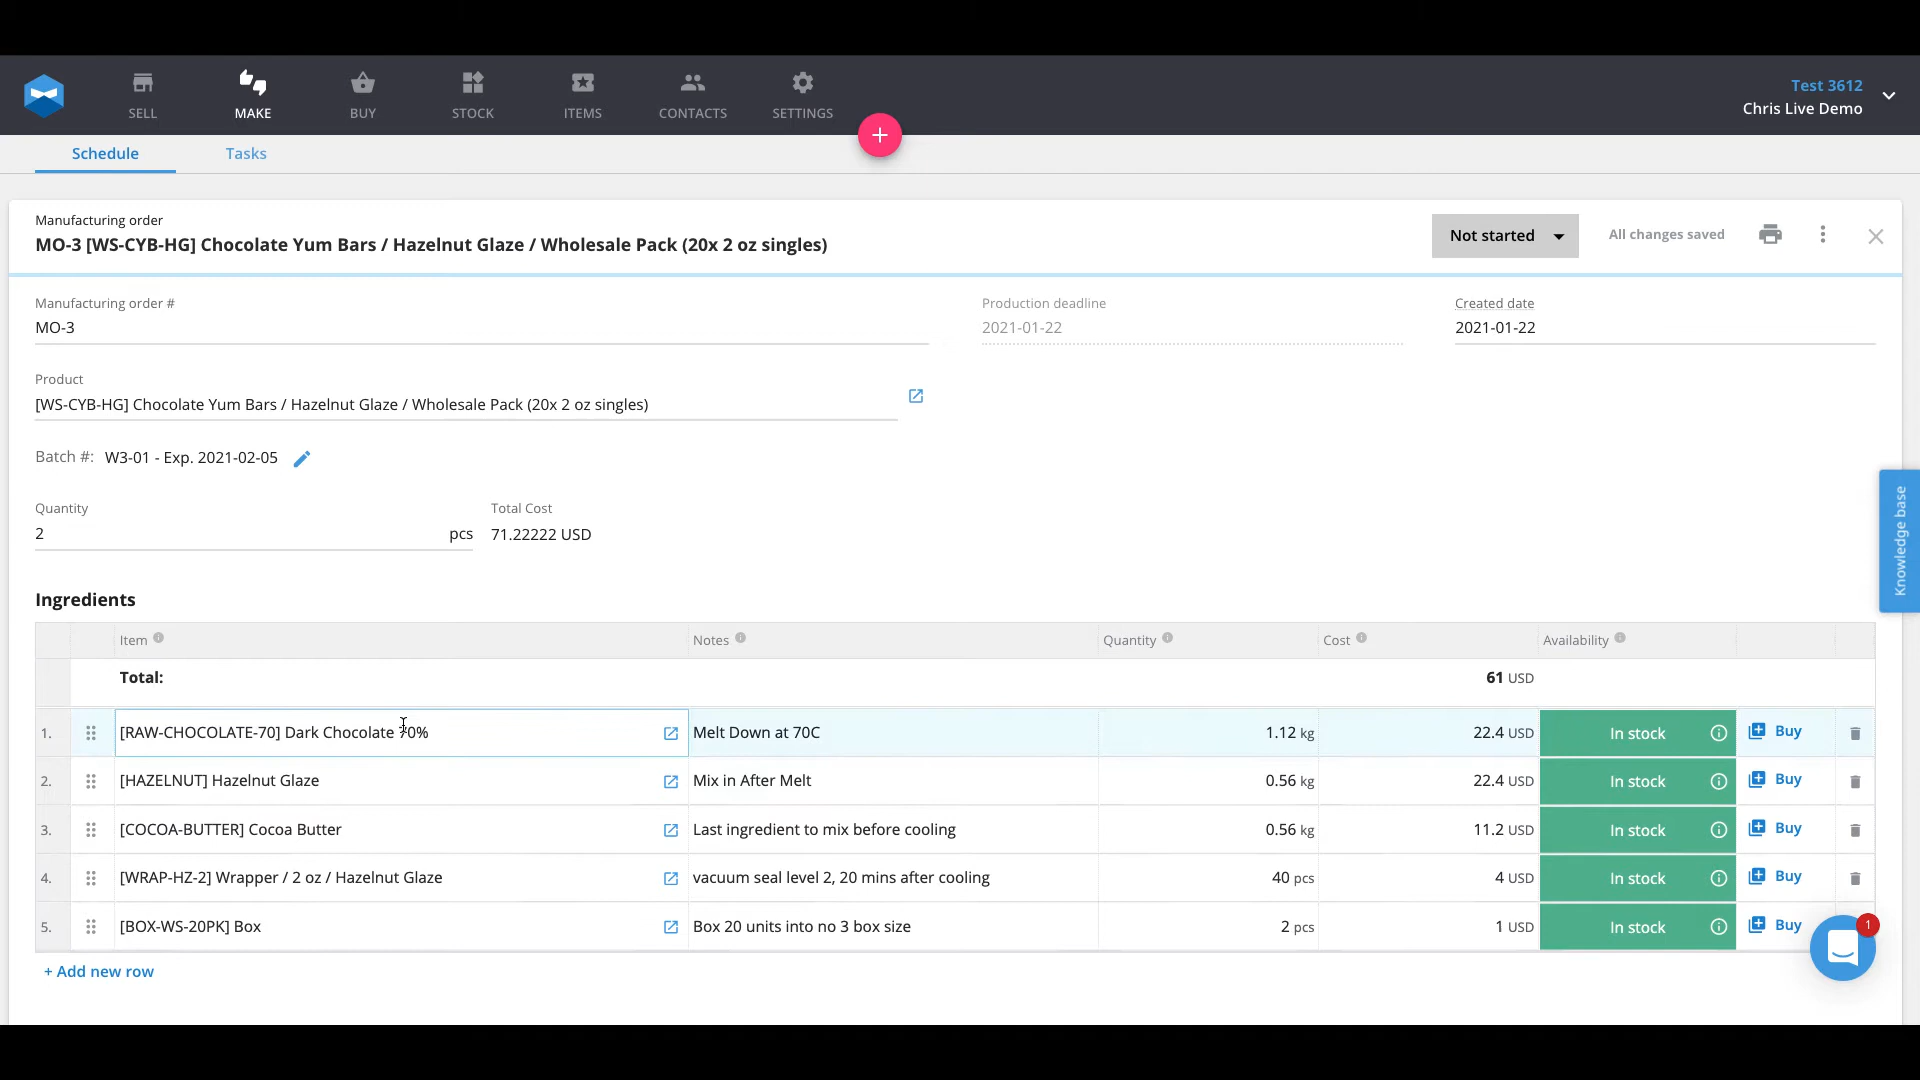 SELL MAKE BUY STOCK ITEMS CONTACTS SETTINGS
Test 3612
Chris Live Demo
+
Schedule Tasks
Manufacturing order
MO-3 [WS-CYB-HG] Chocolate Yum Bars / Hazelnut Glaze / Wholesale Pack (20x 2 oz singles)
Not started
All changes saved
Manufacturing order # Production deadline Created date
MO-3 2021-01-22 2021-01-22
Product
[WS-CYB-HG] Chocolate Yum Bars / Hazelnut Glaze / Wholesale Pack (20x 2 oz singles)
Batch #: W3-01 - Exp. 2021-02-05
Quantity Total Cost
2 pcs 71.22222 USD
Knowledge base
Ingredients
Item Notes Quantity Cost Availability
Total: 61 USD
1. [RAW-CHOCOLATE-70] Dark Chocolate 70% Melt Down at 70C 1.12 kg 22.4 USD In stock Buy
2. [HAZELNUT] Hazelnut Glaze Mix in After Melt 0.56 kg 22.4 USD In stock Buy
3. [COCOA-BUTTER] Cocoa Butter Last ingredient to mix before cooling 0.56 kg 11.2 USD In stock Buy
4. [WRAP-HZ-2] Wrapper / 2 oz / Hazelnut Glaze vacuum seal level 2, 20 mins after cooling 40 pcs 4 USD In stock Buy
5. [BOX-WS-20PK] Box Box 20 units into no 3 box size 2 pcs 1 USD In stock Buy
1
+ Add new row